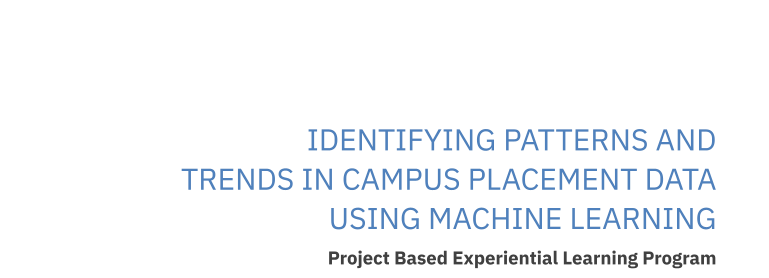 IDENTIFYING PATTERNS AND
TRENDS IN CAMPUS PLACEMENT DATA
USING MACHINE LEARNING
Project Based Experiential Learning Program